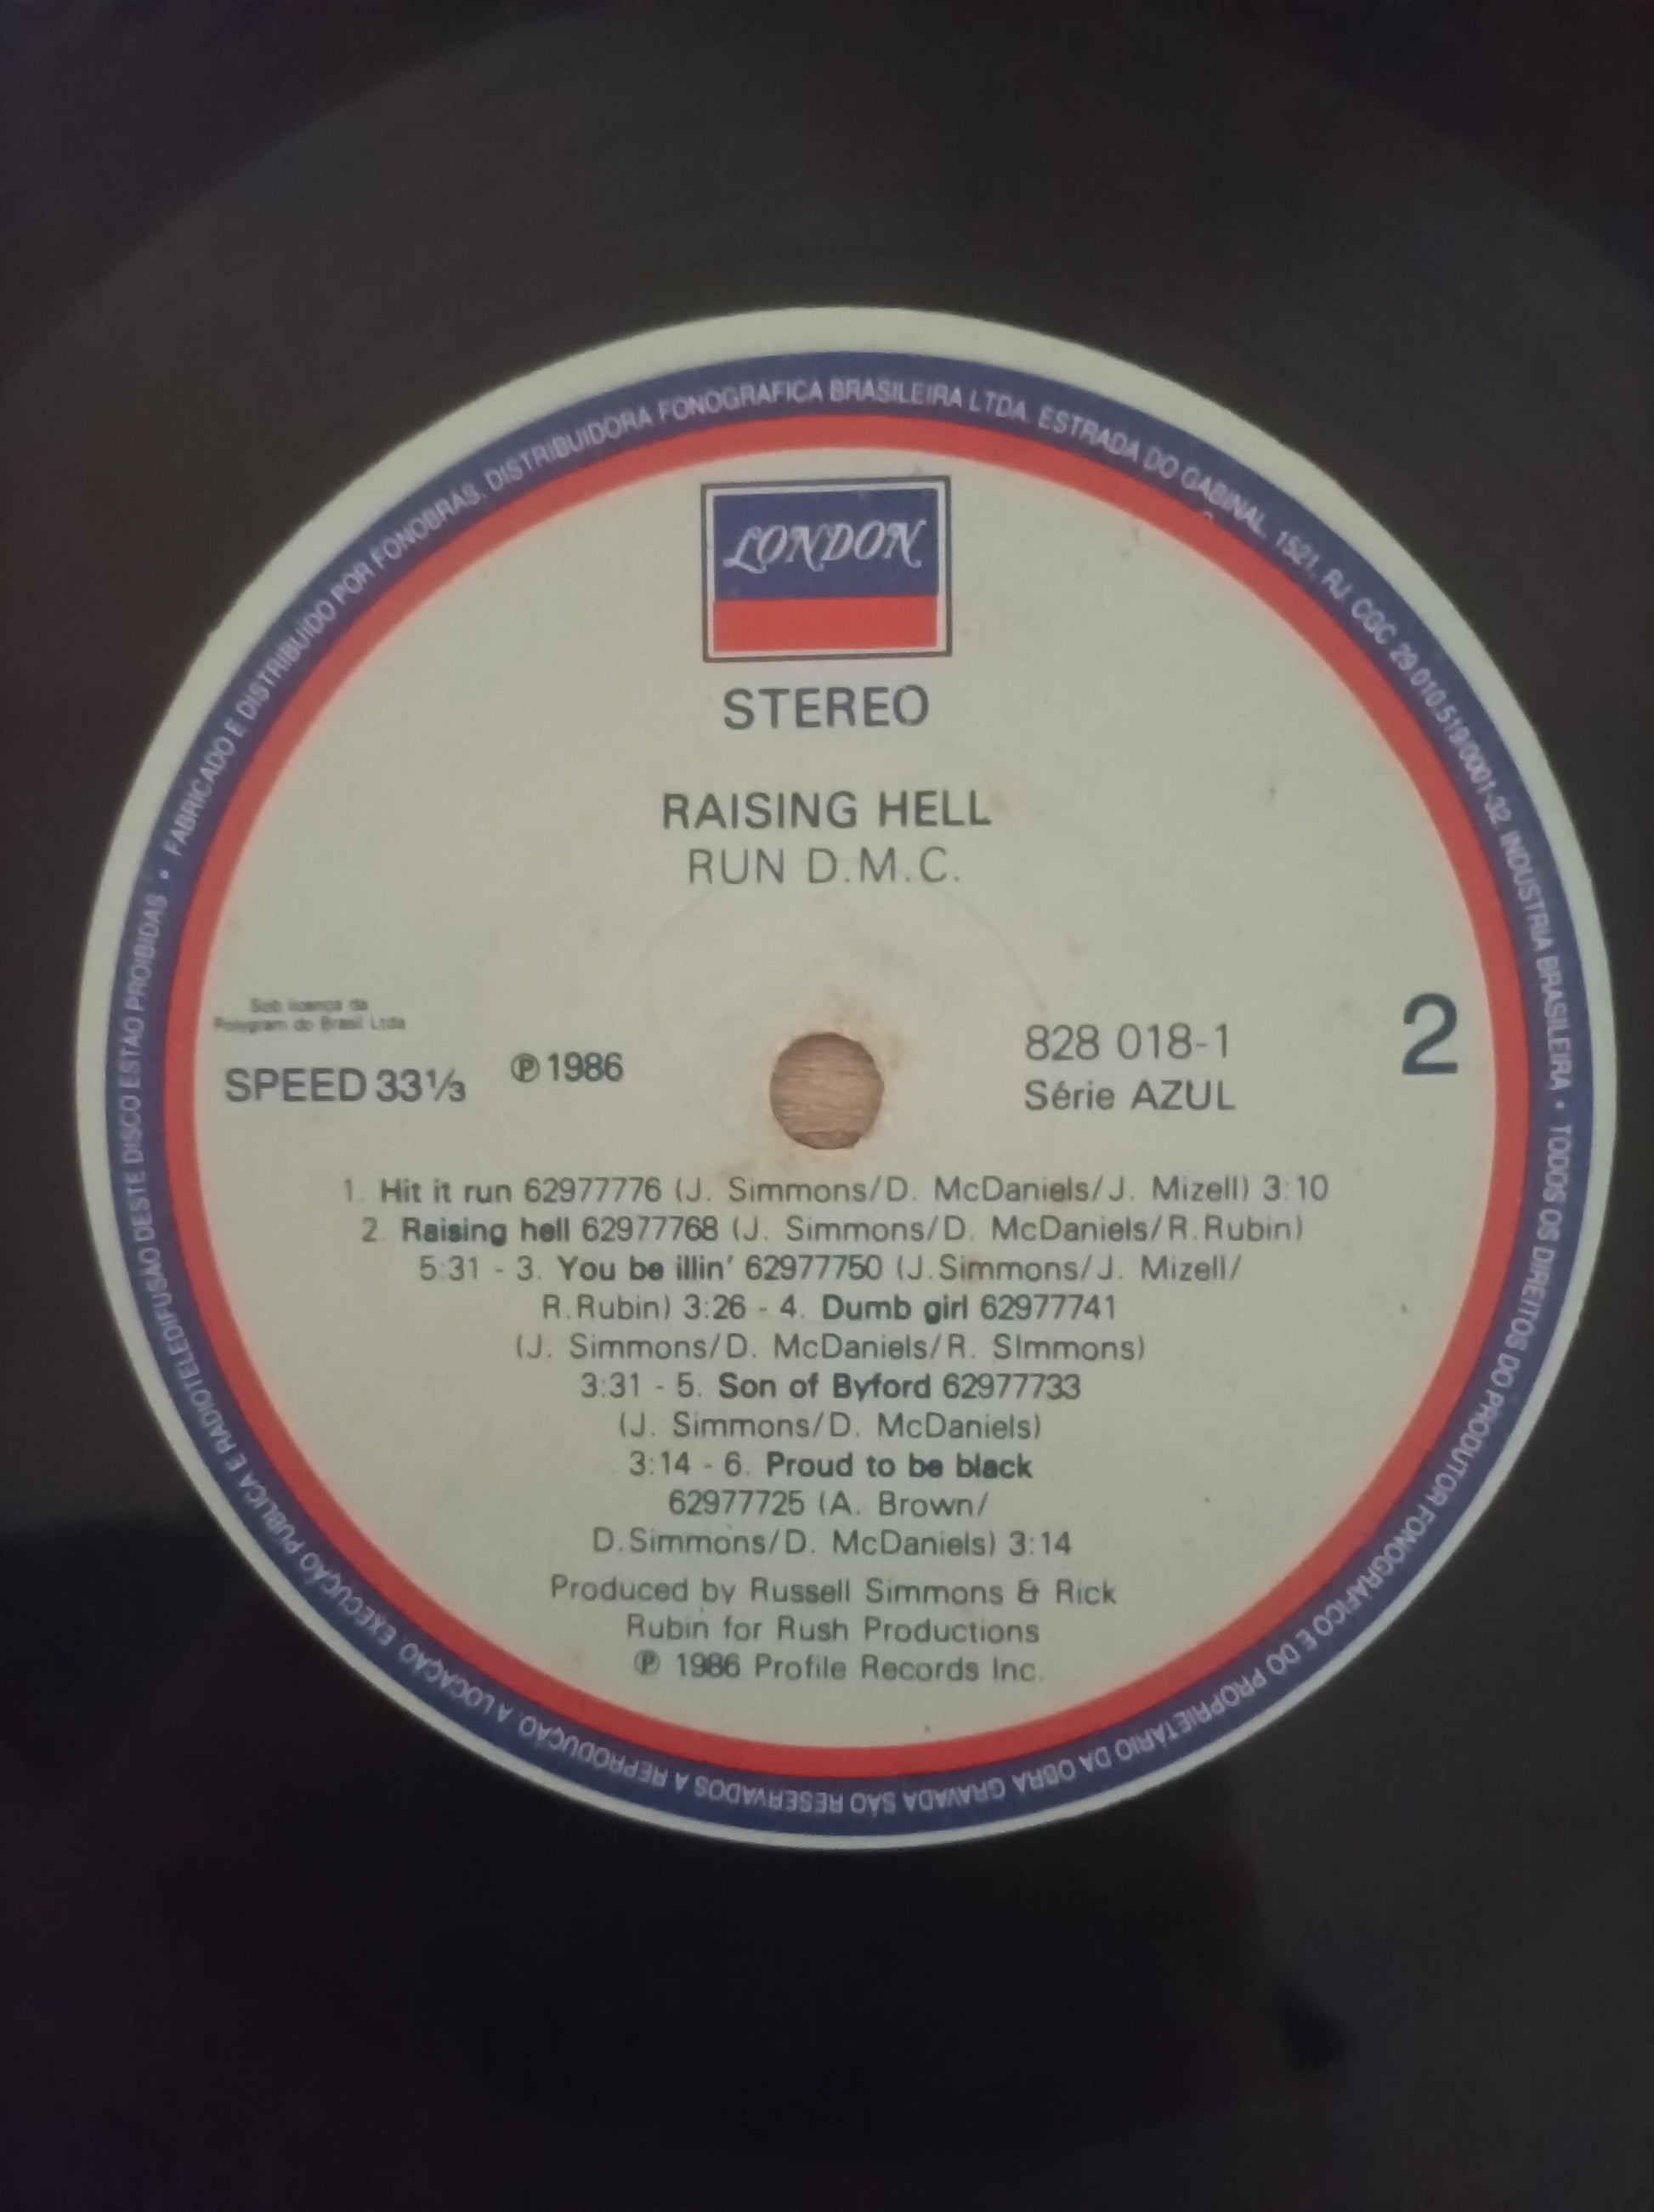 FABRICADO E DISTRIBUIDO POR FONOBRAS. DISTRIBUIDORA FONOGRAFICA BRASILEIRA LTDA. ESTRADA DO GABINAL, 1521, RJ. CGC 29.010.519/0001-32 INDUSTRIA BRASILEIRA • TODOS OS DIREITOS DO PRODUTOR FONOGRAFICO E DO PROPRIETARIO DA OBRA GRAVADA SÃO RESERVADOS A REPRODUÇÃO. A LOCAÇÃO. EXECUÇÃO PUBLICA E RADIOTELEDIFUSÃO DESTE DISCO ESTÃO PROIBIDAS •
LONDON
STEREO
RAISING HELL
RUN D.M.C.
Sob licença da
Polygram do Brasil Ltda
SPEED 33⅓
℗ 1986
828 018-1
Série AZUL
2
1. Hit it run 62977776 (J. Simmons/D. McDaniels/J. Mizell) 3:10
2. Raising hell 62977768 (J. Simmons/D. McDaniels/R.Rubin)
5:31 - 3. You be illin' 62977750 (J.Simmons/J. Mizell/
R.Rubin) 3:26 - 4. Dumb girl 62977741
(J. Simmons/D. McDaniels/R. SImmons)
3:31 - 5. Son of Byford 62977733
(J. Simmons/D. McDaniels)
3:14 - 6. Proud to be black
62977725 (A. Brown/
D.Simmons/D. McDaniels) 3:14
Produced by Russell Simmons & Rick
Rubin for Rush Productions
℗ 1986 Profile Records Inc.